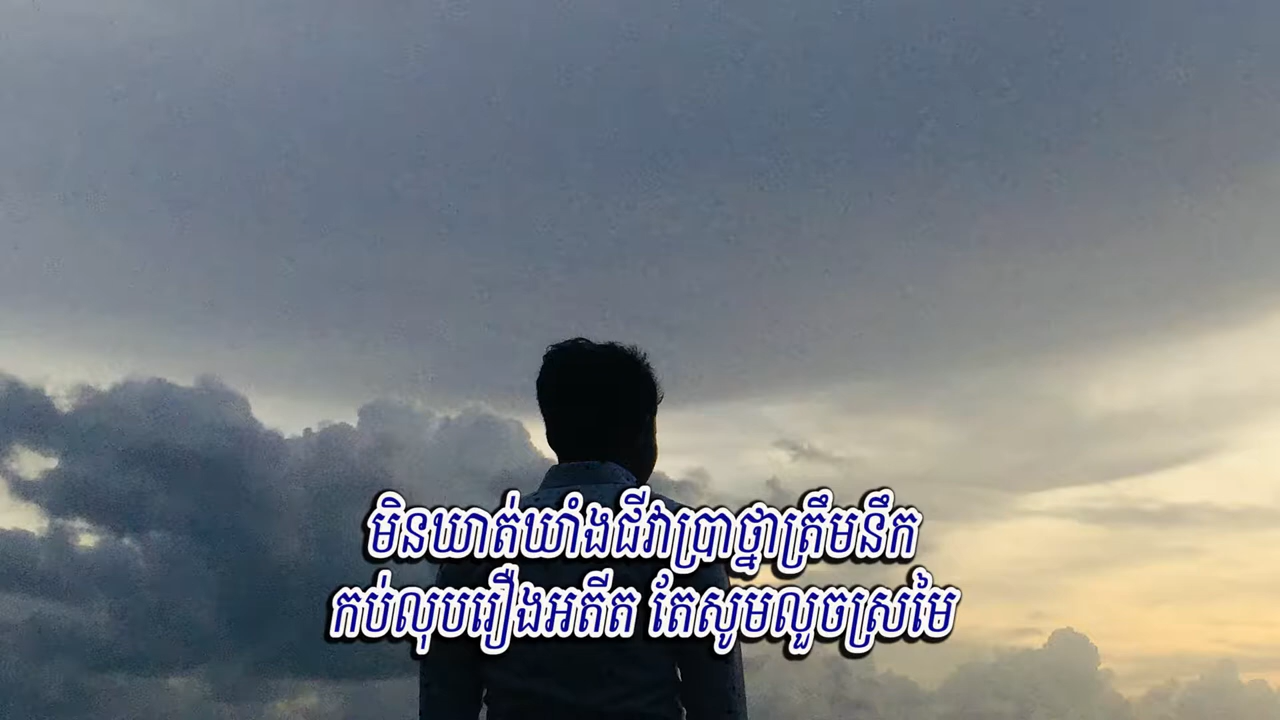 មិនឃាត់ឃាំងជីវាប្រាថ្នាត្រឹមនឹក
កប់លុបរឿងអតីត តែសូមលួចស្រមៃ